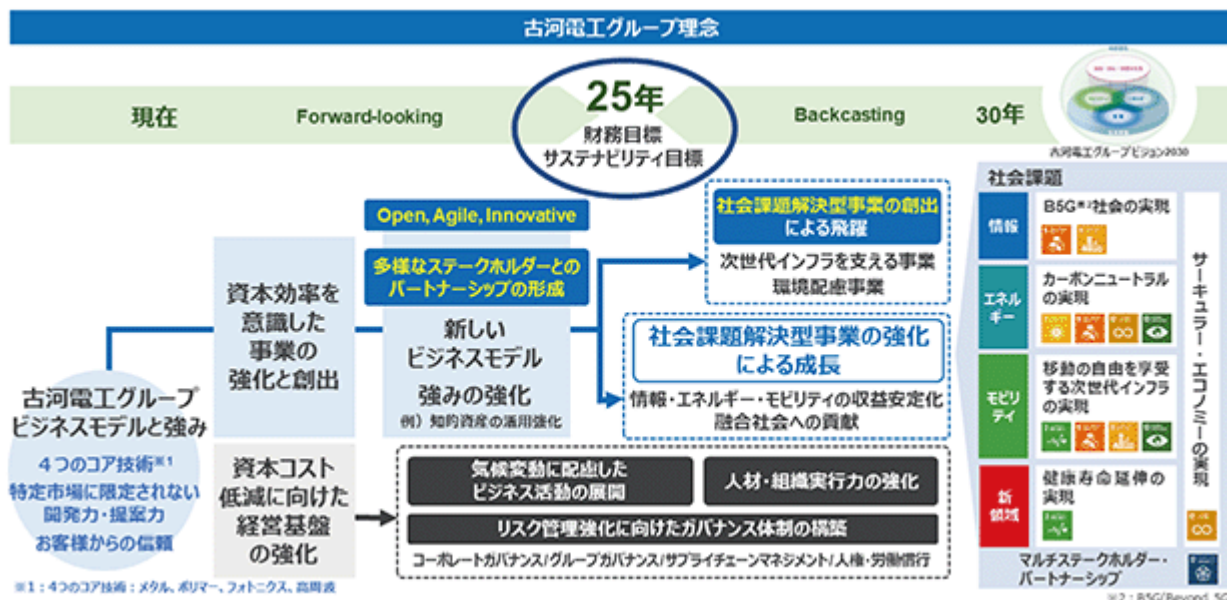 古河電工グループ理念
現在
Forward-looking
25年
財務目標
サステナビリティ目標
Backcasting
30年
古河電工グループビジョン2030
古河電工グループ
ビジネスモデルと強み
4つのコア技術※1
特定市場に限定されない
開発力・提案力
お客様からの信頼
資本効率を
意識した
事業の
強化と創出
資本コスト
低減に向けた
経営基盤
の強化
Open, Agile, Innovative
多様なステークホルダーとの
パートナーシップの形成
新しい
ビジネスモデル
強みの強化
例）知的資産の活用強化
社会課題解決型事業の創出
による飛躍
次世代インフラを支える事業
環境配慮事業
社会課題解決型事業の強化
による成長
情報・エネルギー・モビリティの収益安定化
融合社会への貢献
気候変動に配慮した
ビジネス活動の展開
人材・組織実行力の強化
リスク管理強化に向けたガバナンス体制の構築
コーポレートガバナンス/グループガバナンス/サプライチェーンマネジメント/人権・労働慣行
社会課題
情報
B5G※2社会の実現
エネル
ギー
カーボンニュートラル
の実現
モビリ
ティ
移動の自由を享受
する次世代インフラ
の実現
新
領域
健康寿命延伸の
実現
サーキュラー・エコノミーの実現
マルチステークホルダー・
パートナーシップ
※1：4つのコア技術：メタル、ポリマー、フォトニクス、高周波
※2：B5G(Beyond 5G